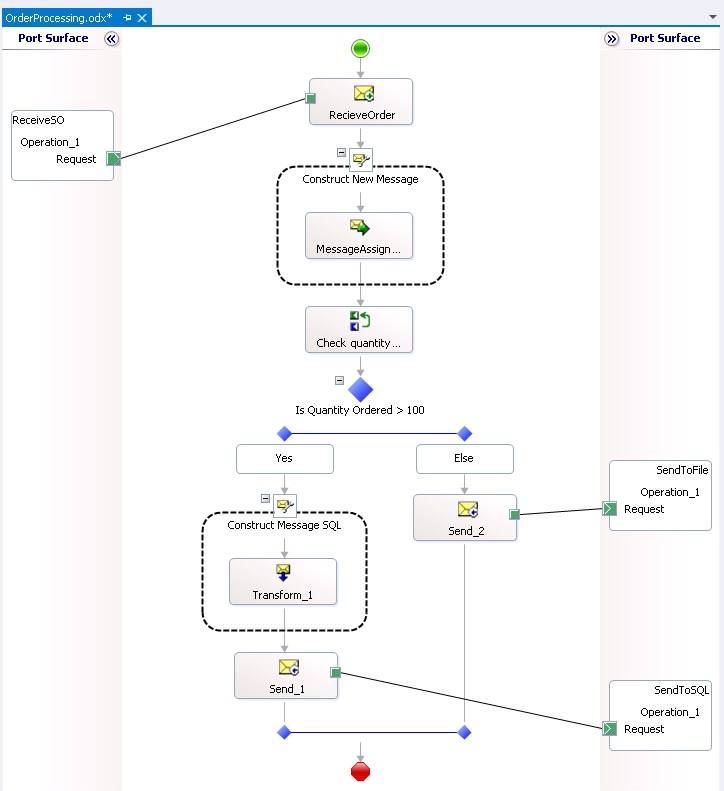 OrderProcessing.odx*
Port Surface
Port Surface
RecieveOrder
ReceiveSO
Operation_1
Request
Construct New Message
MessageAssign...
Check quantity ...
Is Quantity Ordered > 100
Yes
Else
SendToFile
Operation_1
Request
Construct Message SQL
Send_2
Transform_1
Send_1
SendToSQL
Operation_1
Request